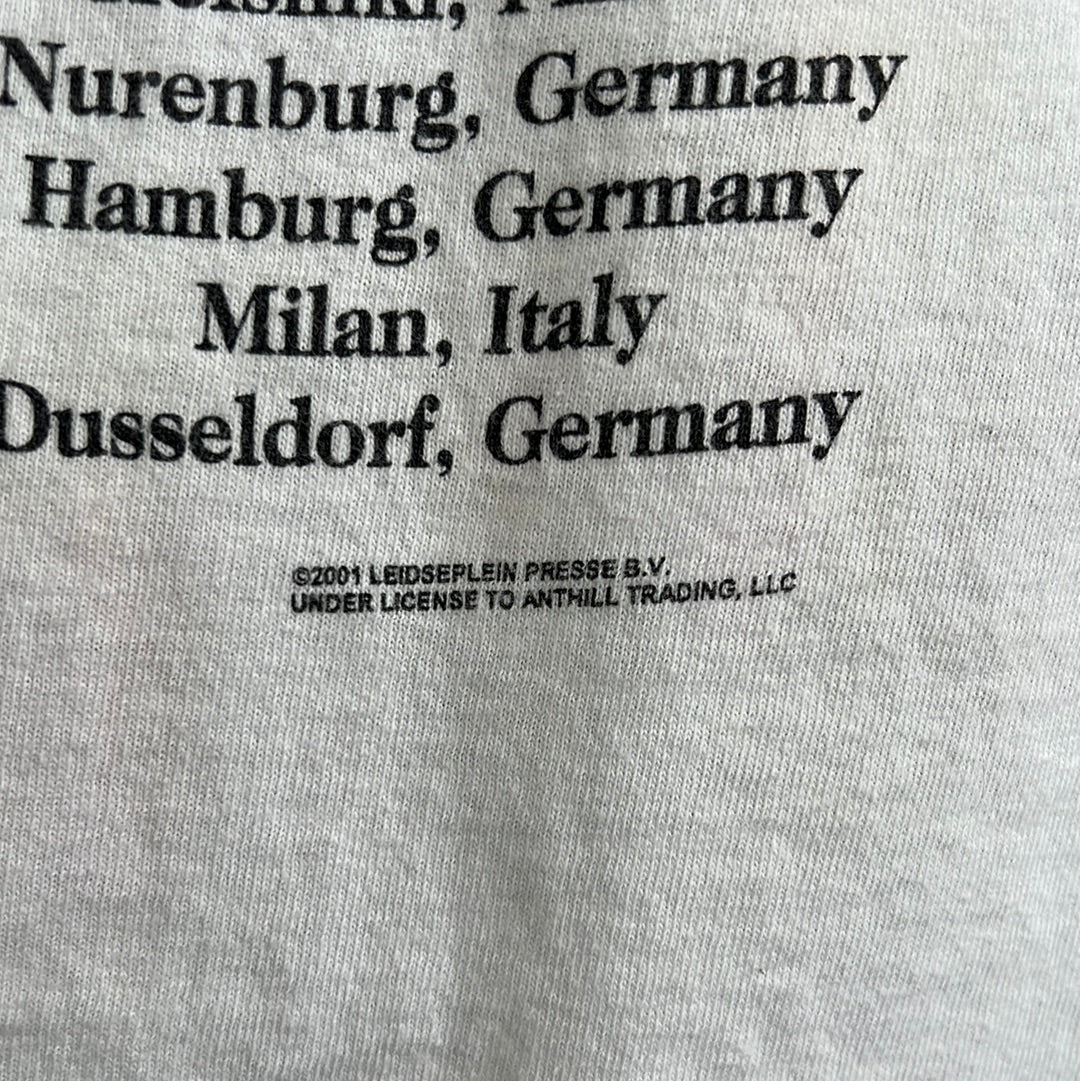 Nurenburg, Germany
Hamburg, Germany
Milan, Italy
Dusseldorf, Germany
©2001 LEIDSEPLEIN PRESSE B.V.
UNDER LICENSE TO ANTHILL TRADING, LLC